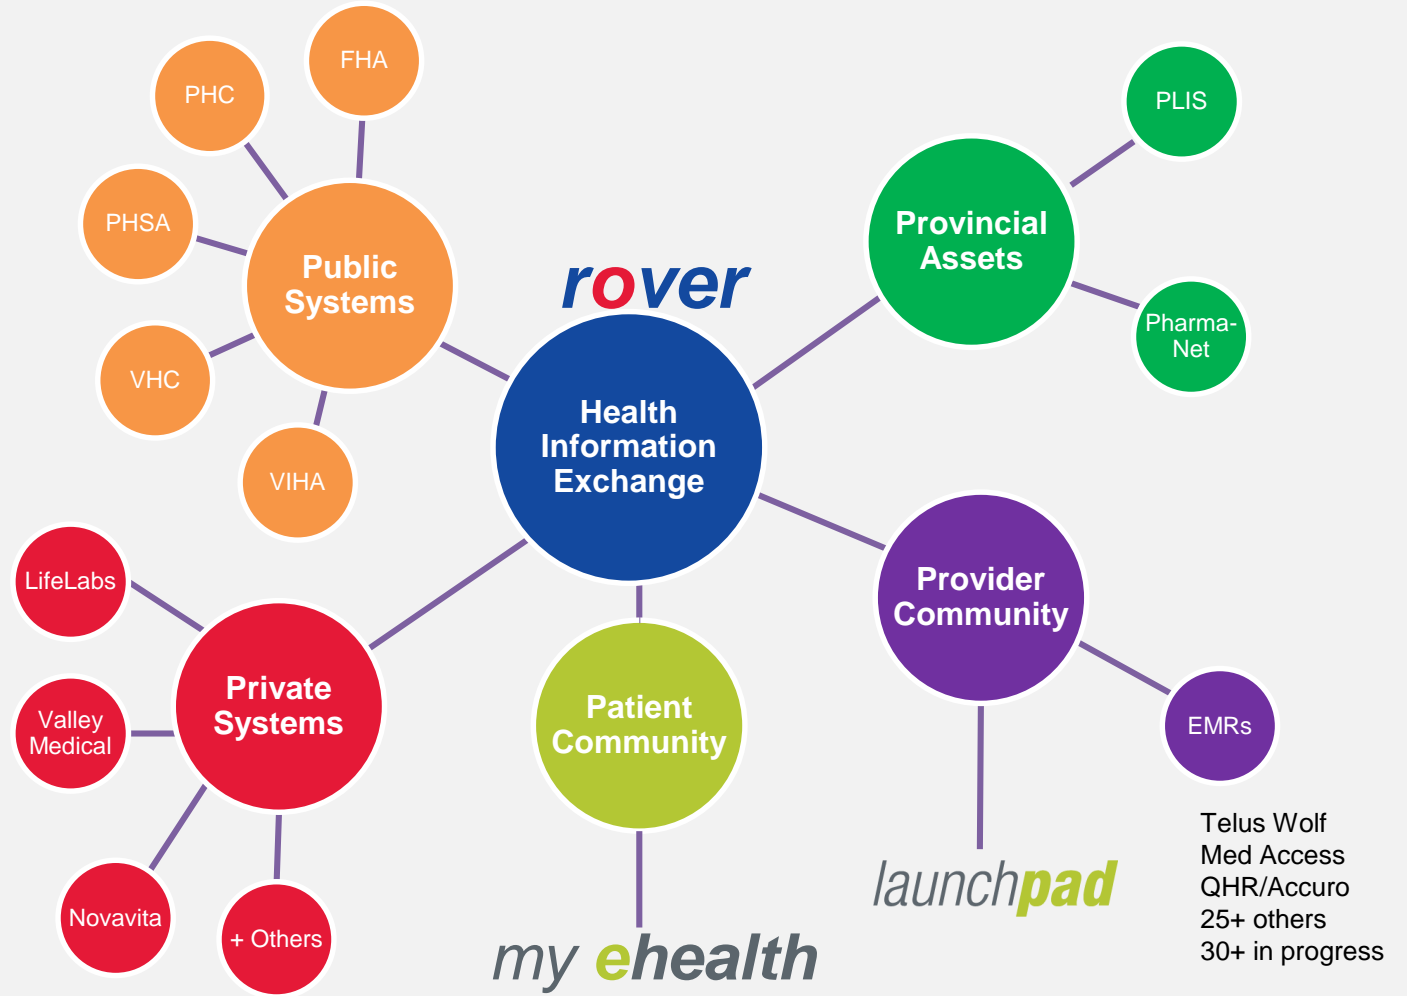 FHA
PHC
PHSA
Public
Systems
VHC
VIHA
rover
Health
Information
Exchange
Provincial
Assets
PLIS
Pharma-
Net
LifeLabs
Private
Systems
Valley
Medical
Novavita
+ Others
Patient
Community
my ehealth
Provider
Community
launchpad
EMRs
Telus Wolf
Med Access
QHR/Accuro
25+ others
30+ in progress